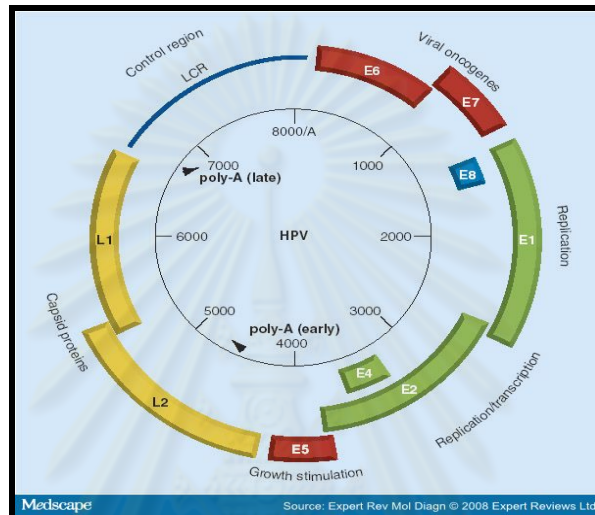 Control region
LCR
E6
Viral oncogenes
E7
8000/A
7000
1000
poly-A (late)
E8
L1
6000
HPV
2000
E1
Replication
5000
poly-A (early)
3000
4000
Capsid proteins
E4
L2
E2
Replication/transcription
E5
Growth stimulation
Medscape
Source: Expert Rev Mol Diagn © 2008 Expert Reviews Ltd